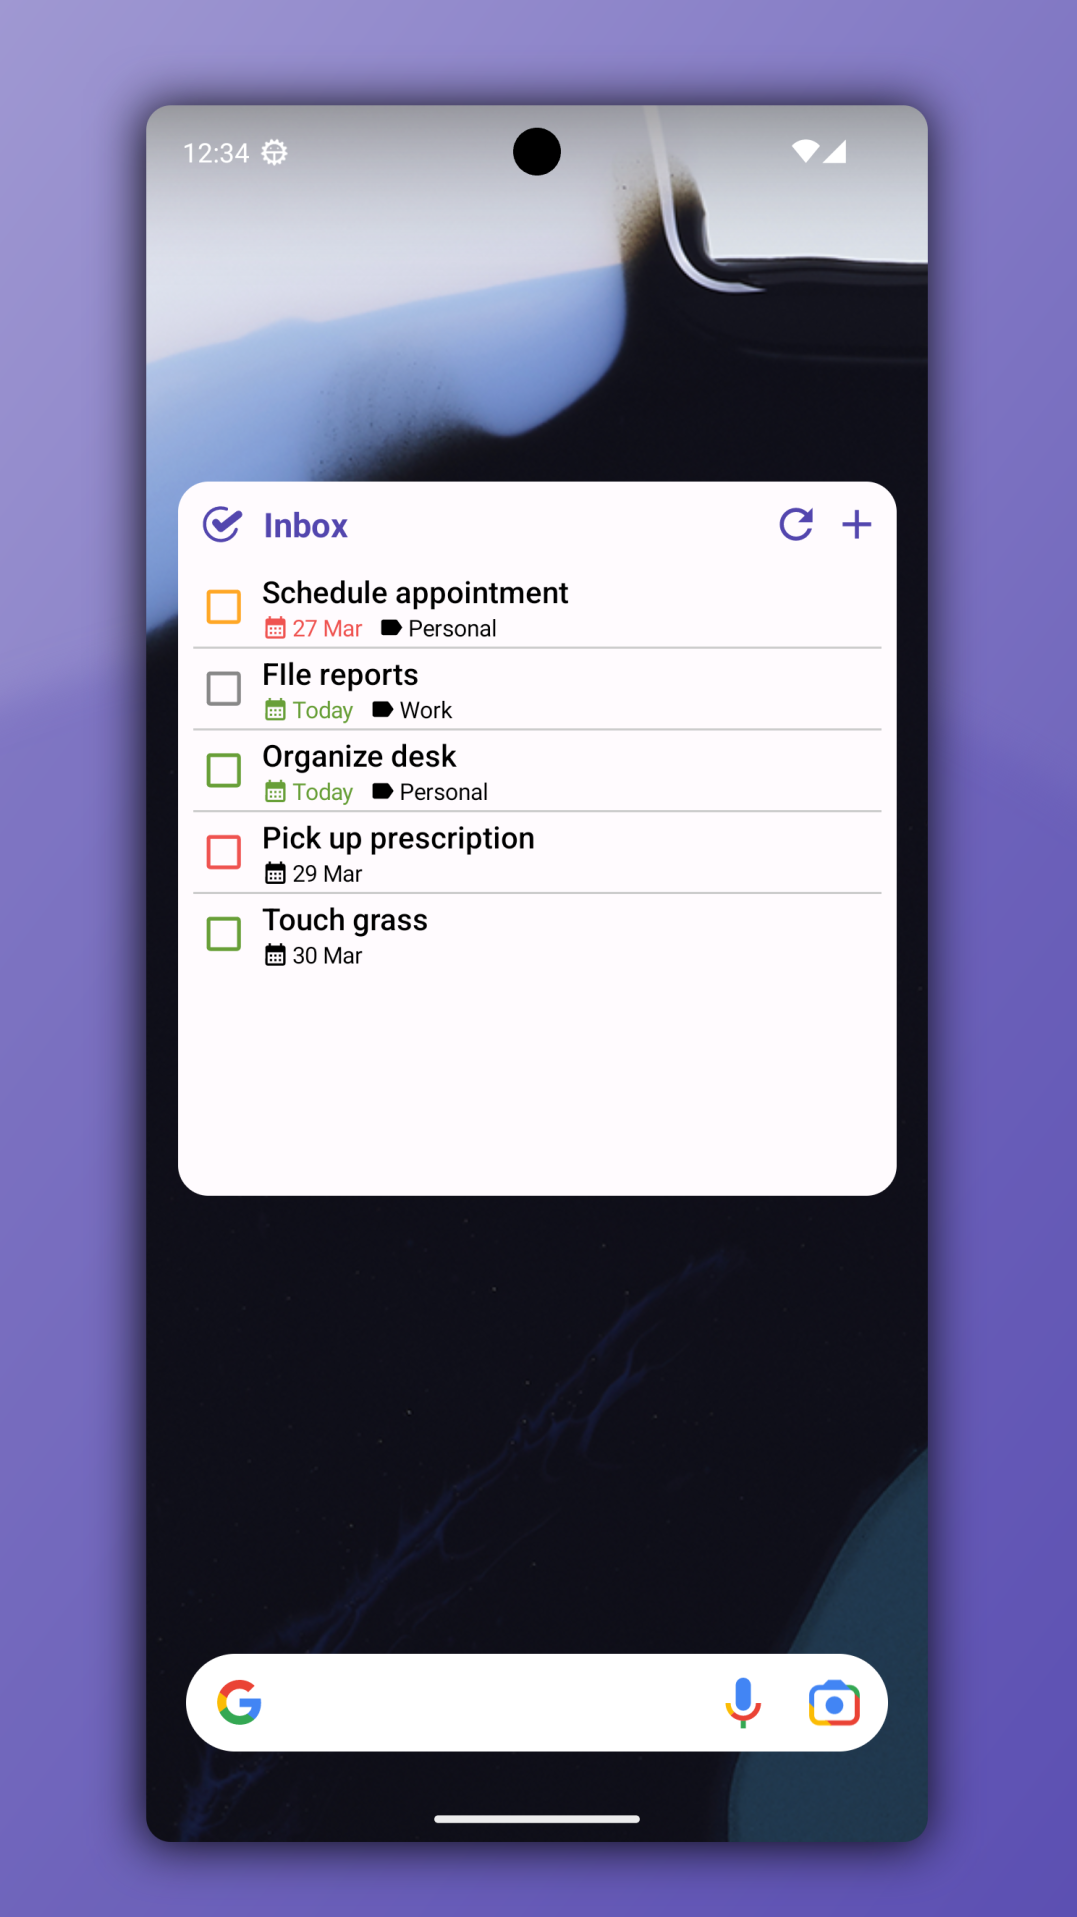 12:34
Inbox
Schedule appointment
27 Mar Personal
FIle reports
Today Work
Organize desk
Today Personal
Pick up prescription
29 Mar
Touch grass
30 Mar